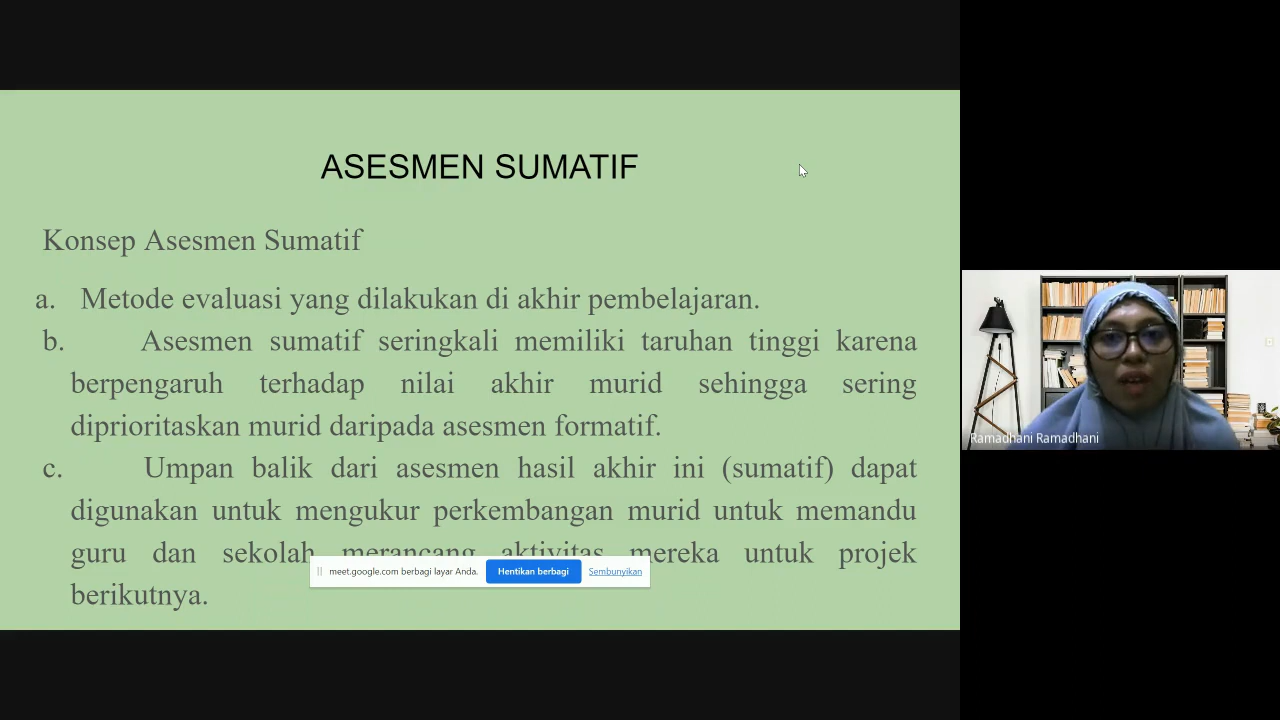 ASESMEN SUMATIF
Konsep Asesmen Sumatif
a. Metode evaluasi yang dilakukan di akhir pembelajaran.
b. Asesmen sumatif seringkali memiliki taruhan tinggi karena
berpengaruh terhadap nilai akhir murid sehingga sering
diprioritaskan murid daripada asesmen formatif.
c. Umpan balik dari asesmen hasil akhir ini (sumatif) dapat
digunakan untuk mengukur perkembangan murid untuk memandu
guru dan sekolah merancang aktivitas mereka untuk projek
berikutnya.
meet.google.com berbagi layar Anda. Hentikan berbagi Sembunyikan
Ramadhani Ramadhani